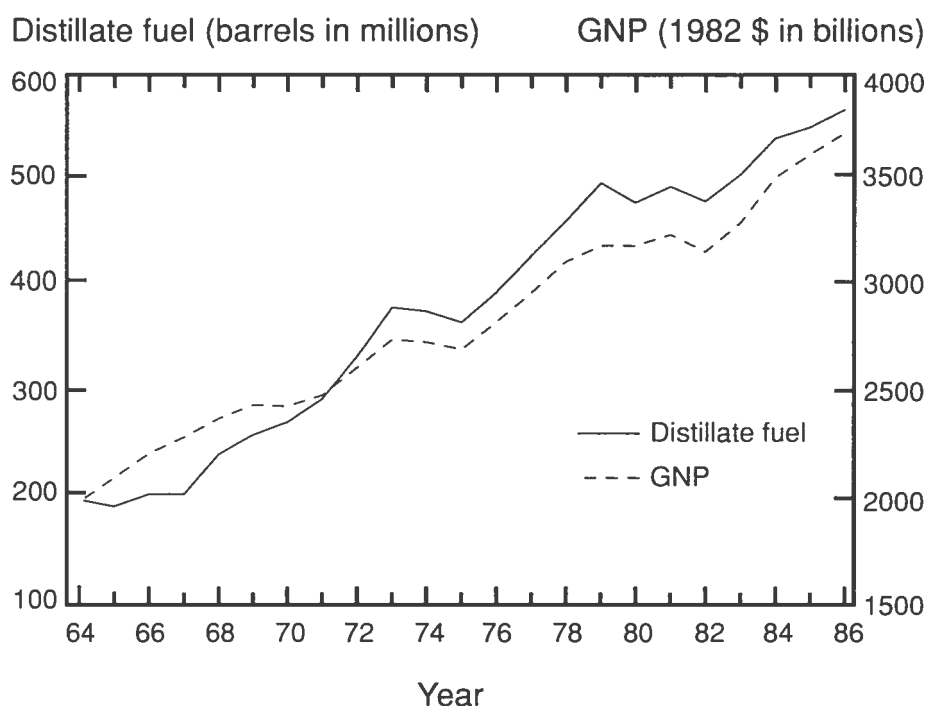 Distillate fuel (barrels in millions) GNP (1982 $ in billions)
600 4000
500 3500
400 3000
300 2500
Distillate fuel
GNP
200 2000
100 1500
64 66 68 70 72 74 76 78 80 82 84 86
Year